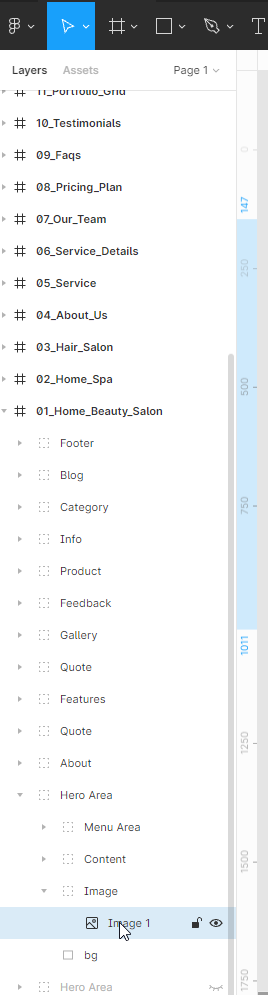 Layers Assets Page 1
11_Portfolio_Grid
10_Testimonials
09_Faqs
08_Pricing_Plan
07_Our_Team
06_Service_Details
05_Service
04_About_Us
03_Hair_Salon
02_Home_Spa
01_Home_Beauty_Salon
Footer
Blog
Category
Info
Product
Feedback
Gallery
Quote
Features
Quote
About
Hero Area
Menu Area
Content
Image
Image 1
bg
Hero Area
0
147
250
500
750
1011
1250
1500
1750